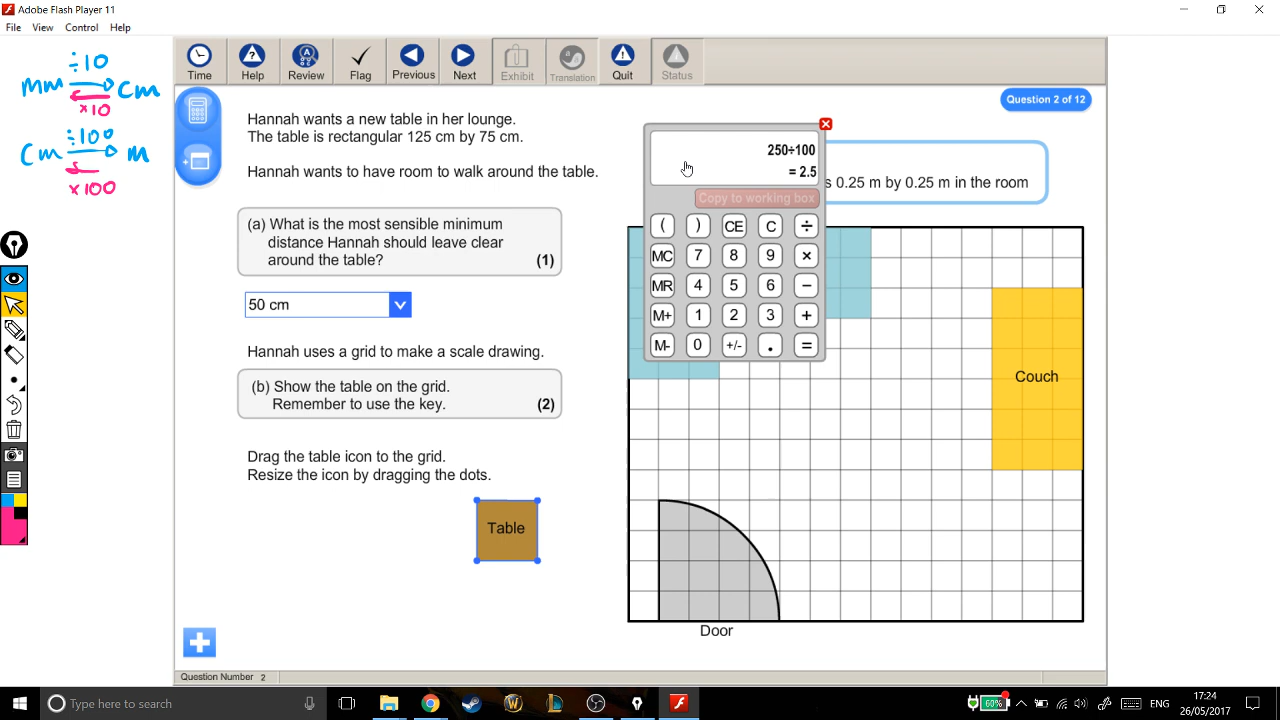 Adobe Flash Player 11
File View Control Help
÷10
mm cm
×10
÷100
cm m
×100
Time Help Review Flag Previous Next Exhibit Translation Quit Status
Question 2 of 12
Hannah wants a new table in her lounge.
The table is rectangular 125 cm by 75 cm.
Hannah wants to have room to walk around the table.
(a) What is the most sensible minimum
distance Hannah should leave clear
around the table? (1)
50 cm
Hannah uses a grid to make a scale drawing.
(b) Show the table on the grid.
Remember to use the key. (2)
Drag the table icon to the grid.
Resize the icon by dragging the dots.
Table
250÷100
= 2.5
Copy to working box
( ) CE C ÷
MC 7 8 9 ×
MR 4 5 6 −
M+ 1 2 3 +
M- 0 +/- . =
s 0.25 m by 0.25 m in the room
Couch
Door
Question Number 2
Type here to search
60%
ENG
17:24
26/05/2017